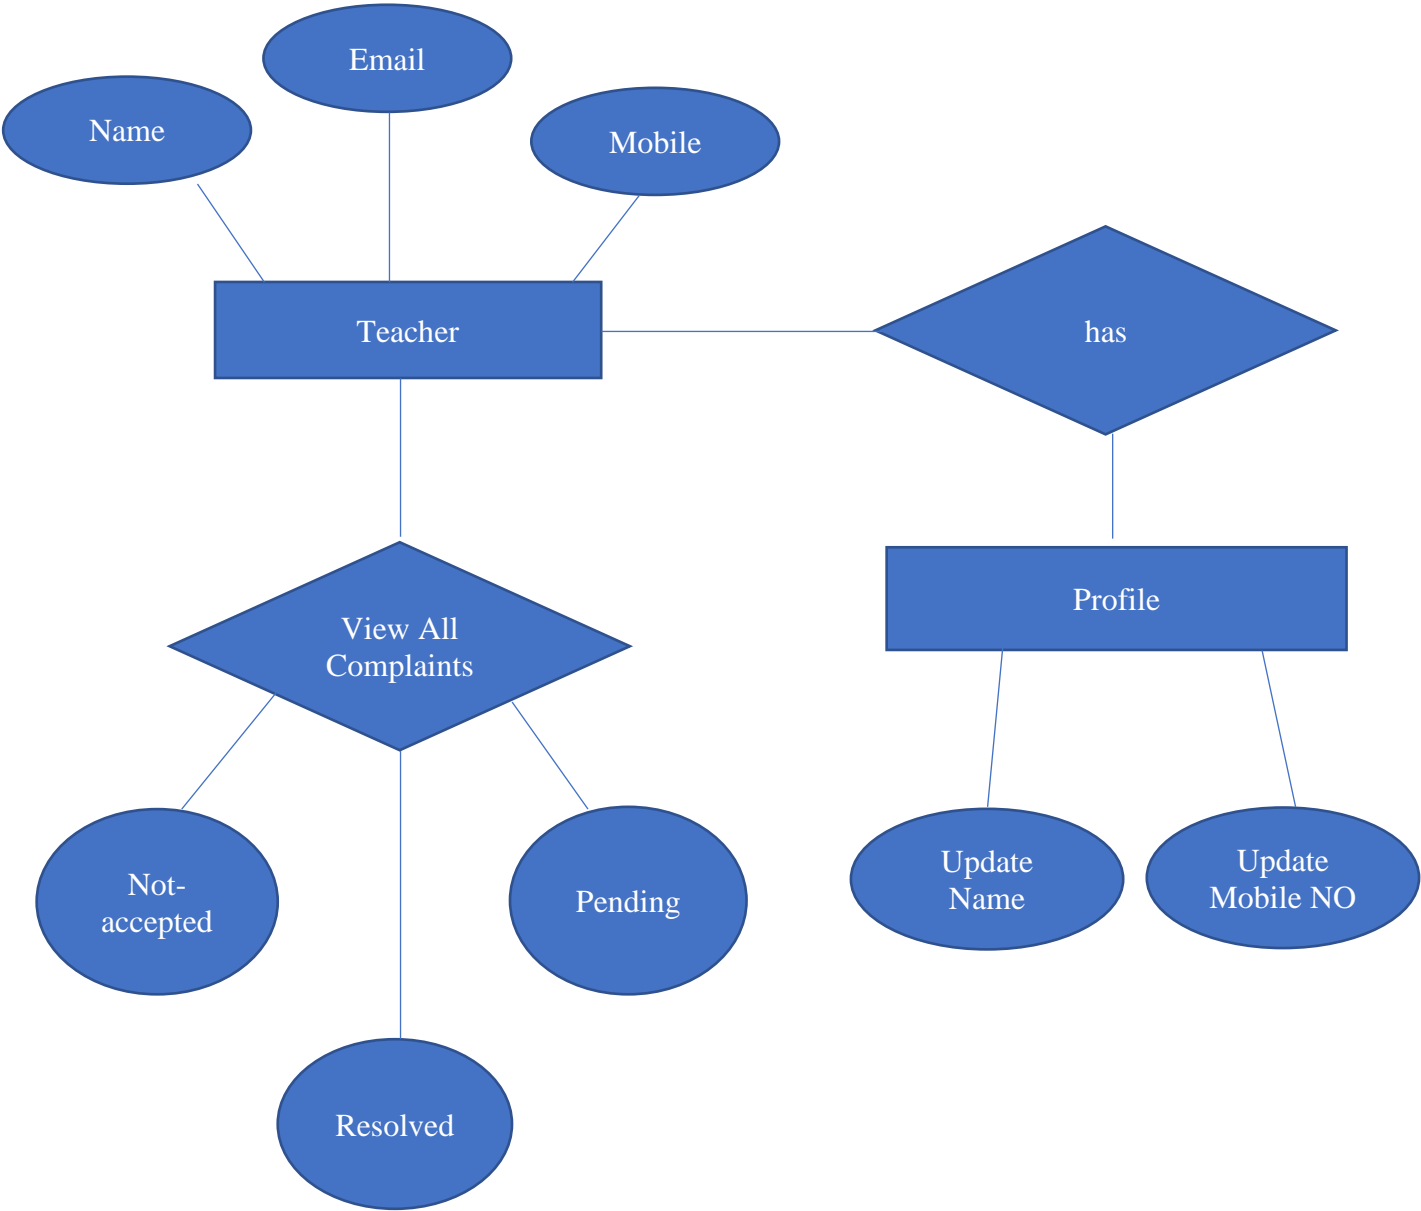 Email
Name
Mobile
Teacher
has
View All
Complaints
Profile
Not-
accepted
Pending
Update
Name
Update
Mobile NO
Resolved